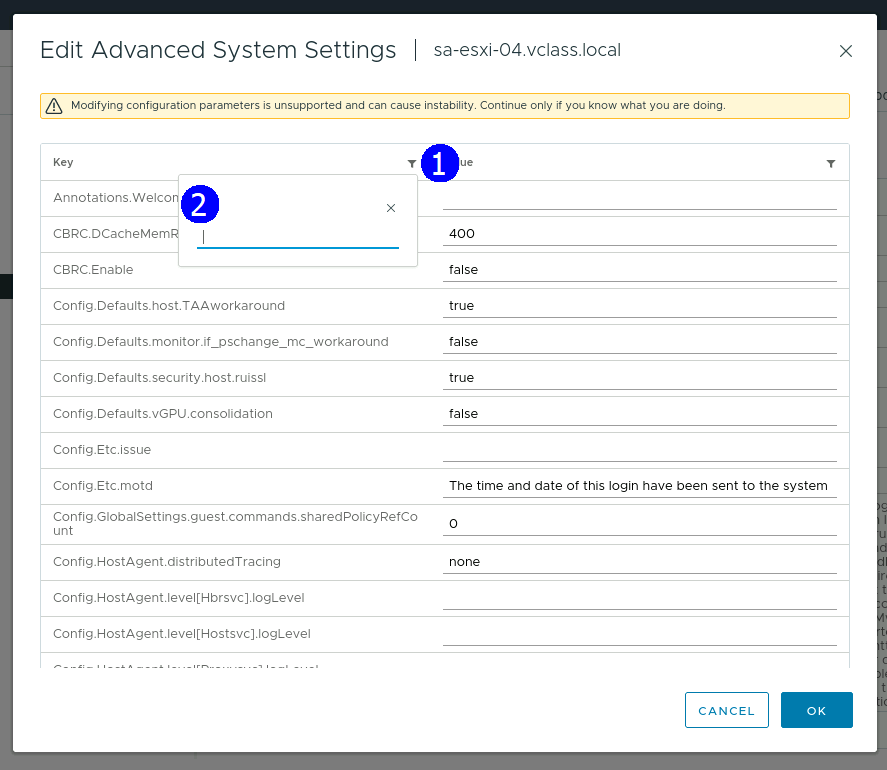 Edit Advanced System Settings | sa-esxi-04.vclass.local
Modifying configuration parameters is unsupported and can cause instability. Continue only if you know what you are doing.
Key 1 ue
Annotations.Welcom
2
CBRC.DCacheMemR 400
CBRC.Enable false
Config.Defaults.host.TAAworkaround true
Config.Defaults.monitor.if_pschange_mc_workaround false
Config.Defaults.security.host.ruissl true
Config.Defaults.vGPU.consolidation false
Config.Etc.issue
Config.Etc.motd The time and date of this login have been sent to the system
Config.GlobalSettings.guest.commands.sharedPolicyRefCo
unt 0
Config.HostAgent.distributedTracing none
Config.HostAgent.level[Hbrsvc].logLevel
Config.HostAgent.level[Hostsvc].logLevel
CANCEL OK